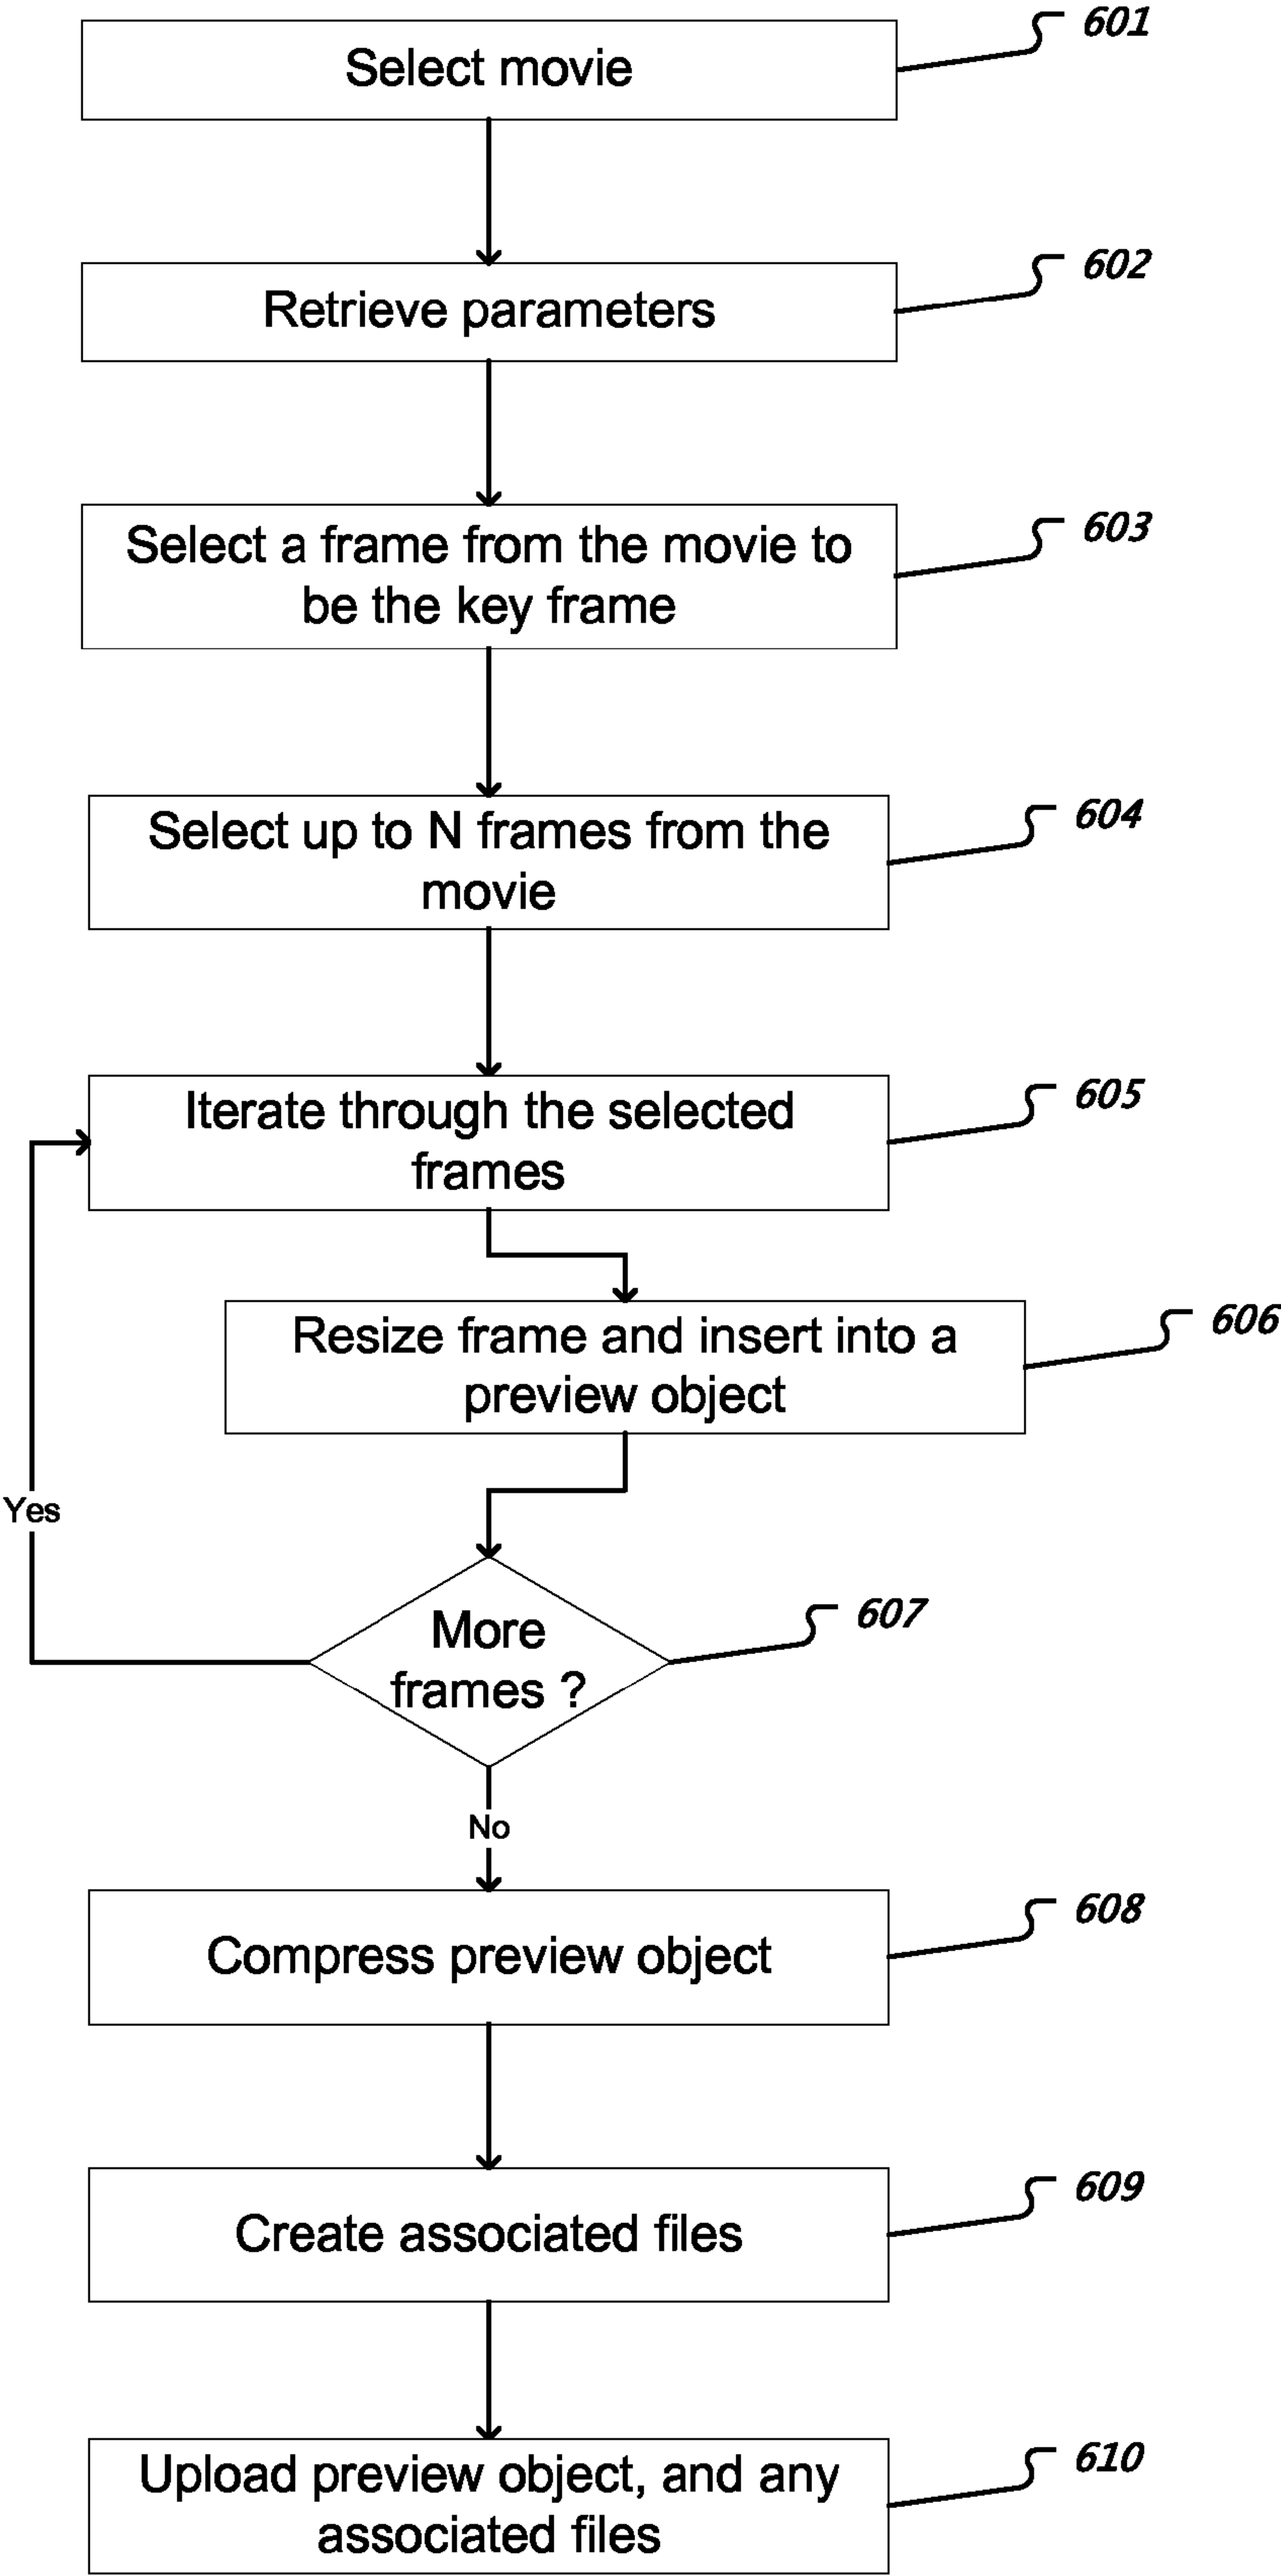 Select movie
601
Retrieve parameters
602
Select a frame from the movie to
be the key frame
603
Select up to N frames from the
movie
604
Iterate through the selected
frames
605
Resize frame and insert into a
preview object
606
Yes
More
frames ?
607
No
Compress preview object
608
Create associated files
609
Upload preview object, and any
associated files
610